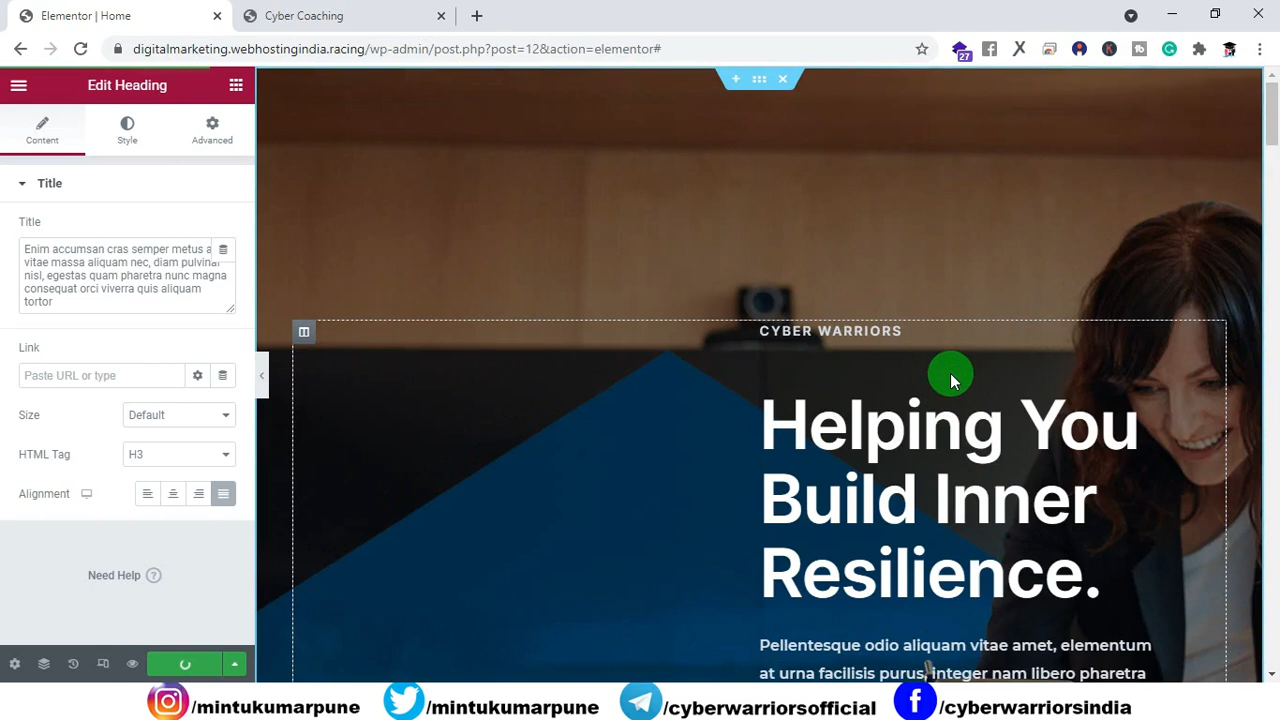 Elementor | Home
Cyber Coaching
digitalmarketing.webhostingindia.racing/wp-admin/post.php?post=12&action=elementor#
27
Edit Heading
Content
Style
Advanced
Title
Title
Enim accumsan cras semper metus
vitae massa aliquam nec, diam pulvinar
nisl, egestas quam pharetra nunc magna
consequat orci viverra quis aliquam
tortor
Link
Paste URL or type
Size
Default
HTML Tag
H3
Alignment
Need Help
CYBER WARRIORS
Helping You
Build Inner
Resilience.
Pellentesque odio aliquam vitae amet, elementum
at urna facilisis purus, integer nam libero pharetra
/mintukumarpune
/mintukumarpune
/cyberwarriorsofficial
/cyberwarriorsindia